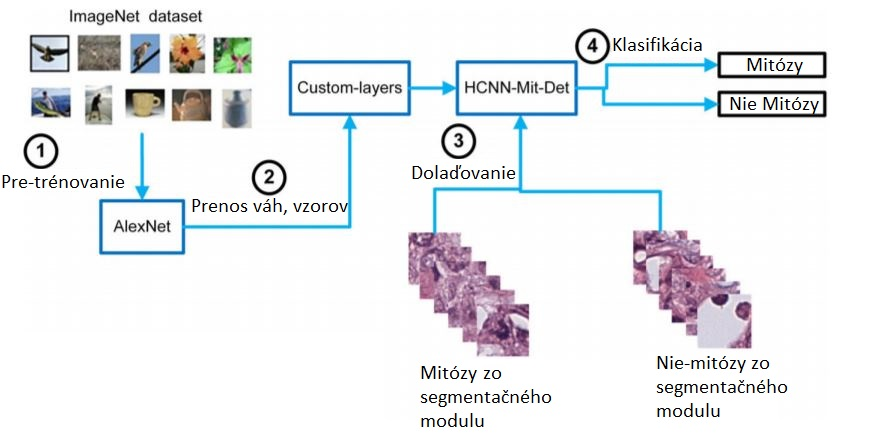 ImageNet dataset
1
Pre-trénovanie
AlexNet
2
Prenos váh, vzorov
Custom-layers
HCNN-Mit-Det
3
Dolaďovanie
4
Klasifikácia
Mitózy
Nie Mitózy
Mitózy zo
segmentačného
modulu
Nie-mitózy zo
segmentačného
modulu